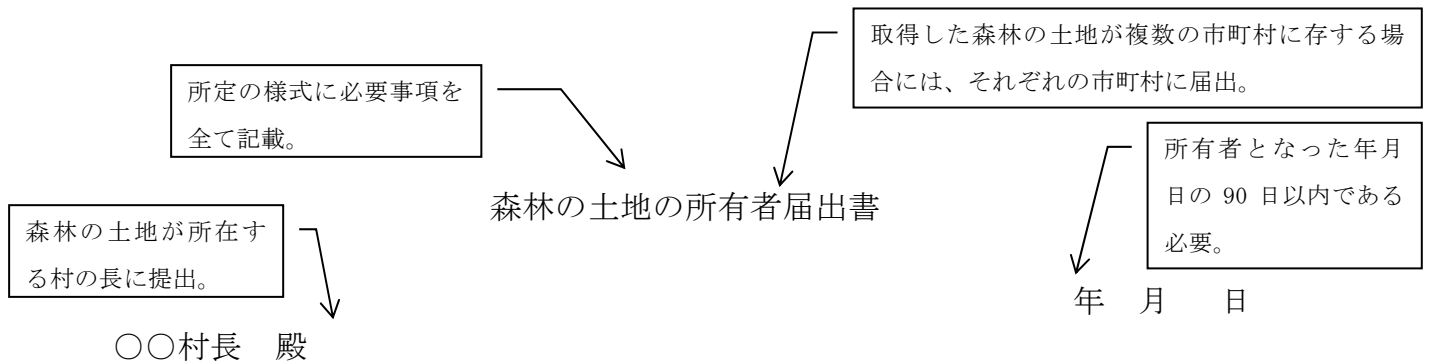 取得した森林の土地が複数の市町村に存する場
合には、それぞれの市町村に届出。
所定の様式に必要事項を
全て記載。
所有者となった年月
日の 90 日以内である
必要。
森林の土地の所有者届出書
森林の土地が所在す
る村の長に提出。
年　月　　日
〇〇村長　殿